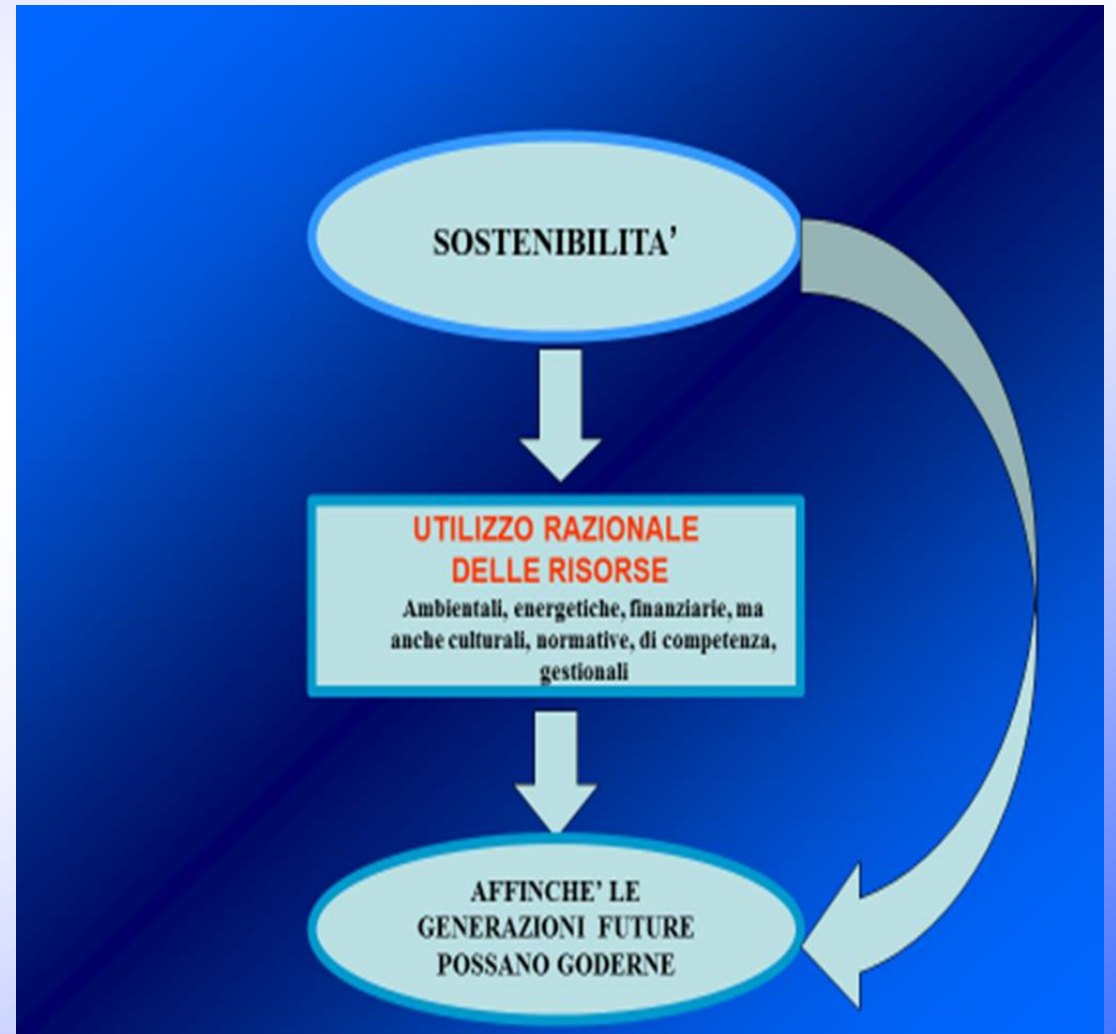 SOSTENIBILITA’
UTILIZZO RAZIONALE
DELLE RISORSE
Ambientali, energetiche, finanziarie, ma
anche culturali, normative, di competenza,
gestionali
AFFINCHE’ LE
GENERAZIONI FUTURE
POSSANO GODERNE